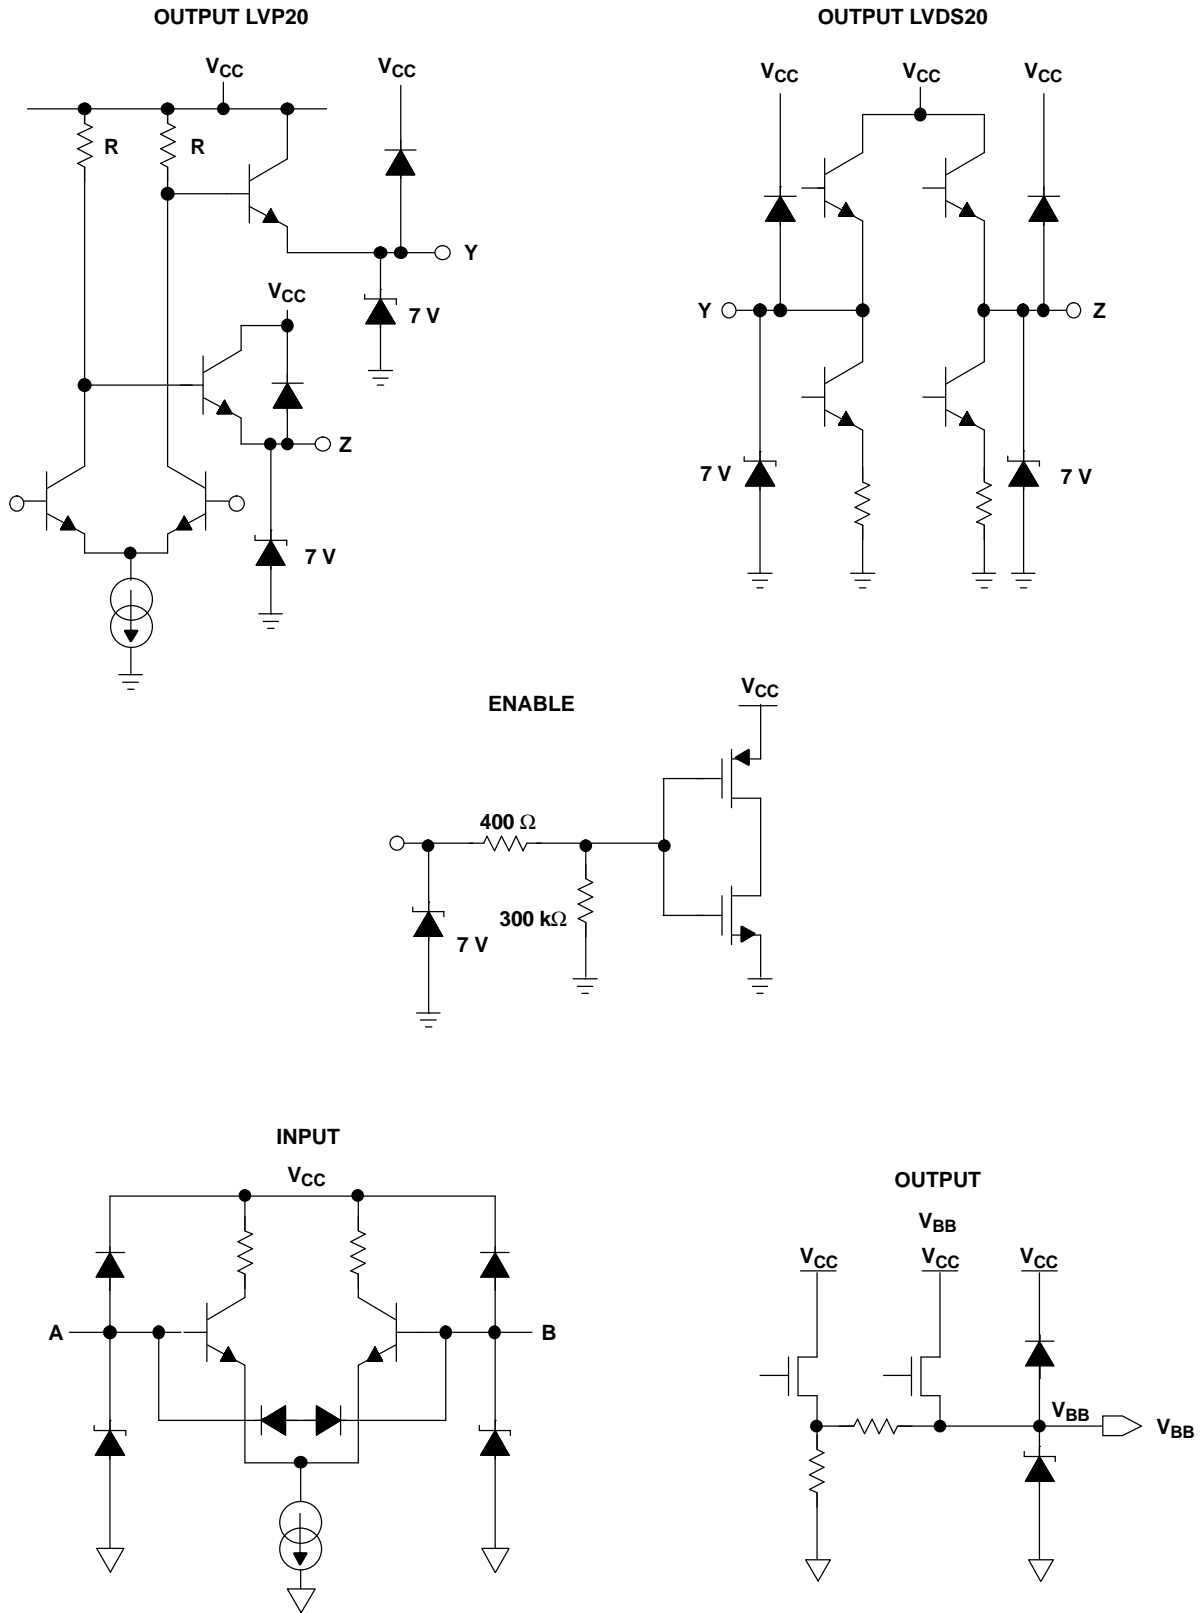 OUTPUT LVP20
OUTPUT LVDS20
VCC
VCC
R
R
Y
VCC
7 V
Z
7 V
VCC
VCC
VCC
Y
Z
7 V
7 V
ENABLE
VCC
400 Ω
300 kΩ
7 V
INPUT
VCC
A
B
OUTPUT
VBB
VCC
VCC
VCC
VBB
VBB